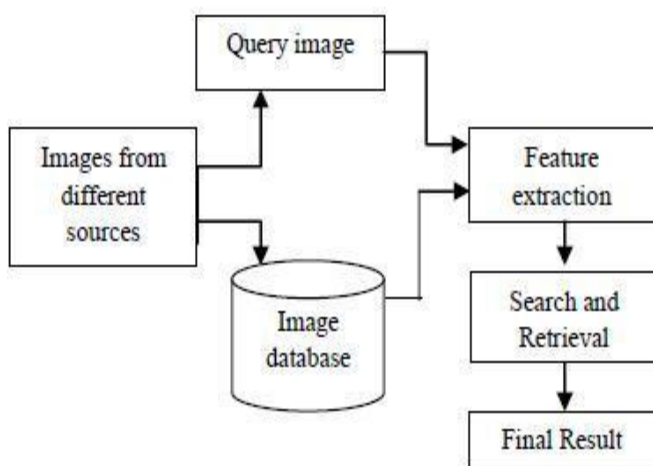 Query image
Images from
different
sources
Feature
extraction
Image
database
Search and
Retrieval
Final Result